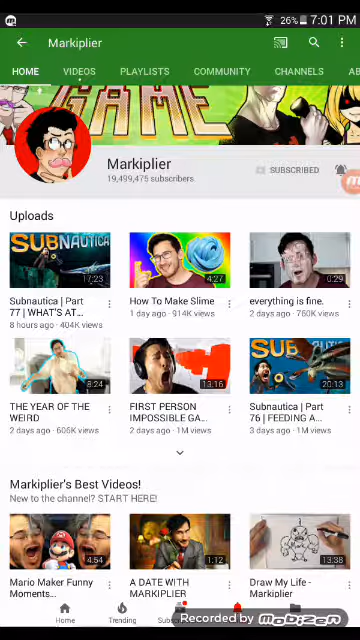 26% 7:01 PM
Markiplier
HOME VIDEOS PLAYLISTS COMMUNITY CHANNELS AB
GAME
Markiplier
19,499,475 subscribers
SUBSCRIBED
Uploads
SUBNAUTICA
17:23
4:27
0:29
Subnautica | Part
77 | WHAT'S AT...
8 hours ago · 404K views
How To Make Slime
1 day ago · 914K views
everything is fine.
2 days ago · 760K views
8:24
13:16
SUB
20:13
THE YEAR OF THE
WEIRD
2 days ago · 606K views
FIRST PERSON
IMPOSSIBLE GA...
2 days ago · 1M views
Subnautica | Part
76 | FEEDING A...
3 days ago · 1M views
Markiplier's Best Videos!
New to the channel? START HERE!
4:54
1:12
13:38
Mario Maker Funny
Moments...
A DATE WITH
MARKIPLIER
Draw My Life -
Markiplier
Home
Trending
Subsc
Recorded by MOBIZEN